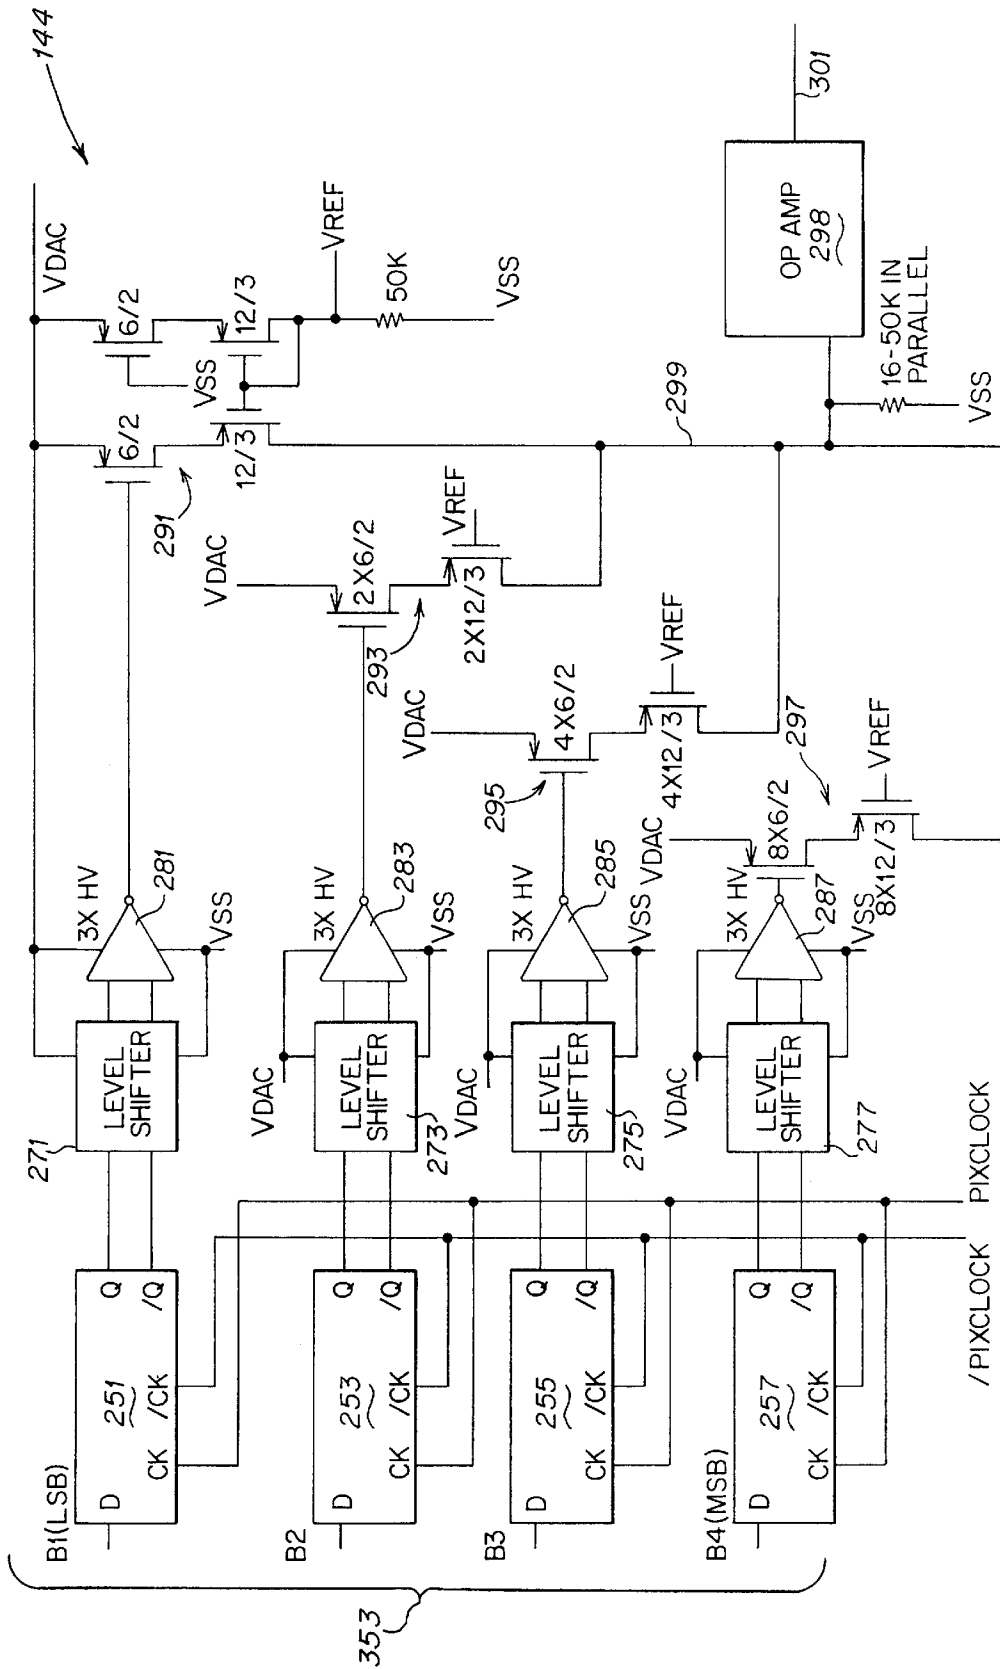 144
VDAC
6/2
12/3
VREF
50K
VSS
VSS
6/2
12/3
291
301
OP AMP
298
16-50K IN
PARALLEL
VSS
299
VDAC
2X6/2
2X12/3
VREF
293
VDAC
4X6/2
4X12/3
VREF
295
VDAC
8X6/2
8X12/3
VREF
297
3X HV
281
VSS
3X HV
283
VSS
3X HV
285
VSS
3X HV
287
VSS
LEVEL
SHIFTER
271
VDAC
LEVEL
SHIFTER
273
VDAC
LEVEL
SHIFTER
275
VDAC
LEVEL
SHIFTER
277
PIXCLOCK
/PIXCLOCK
B1(LSB)
D
251
CK
/CK
Q
/Q
B2
D
253
CK
/CK
Q
/Q
B3
D
255
CK
/CK
Q
/Q
B4(MSB)
D
257
CK
/CK
Q
/Q
353